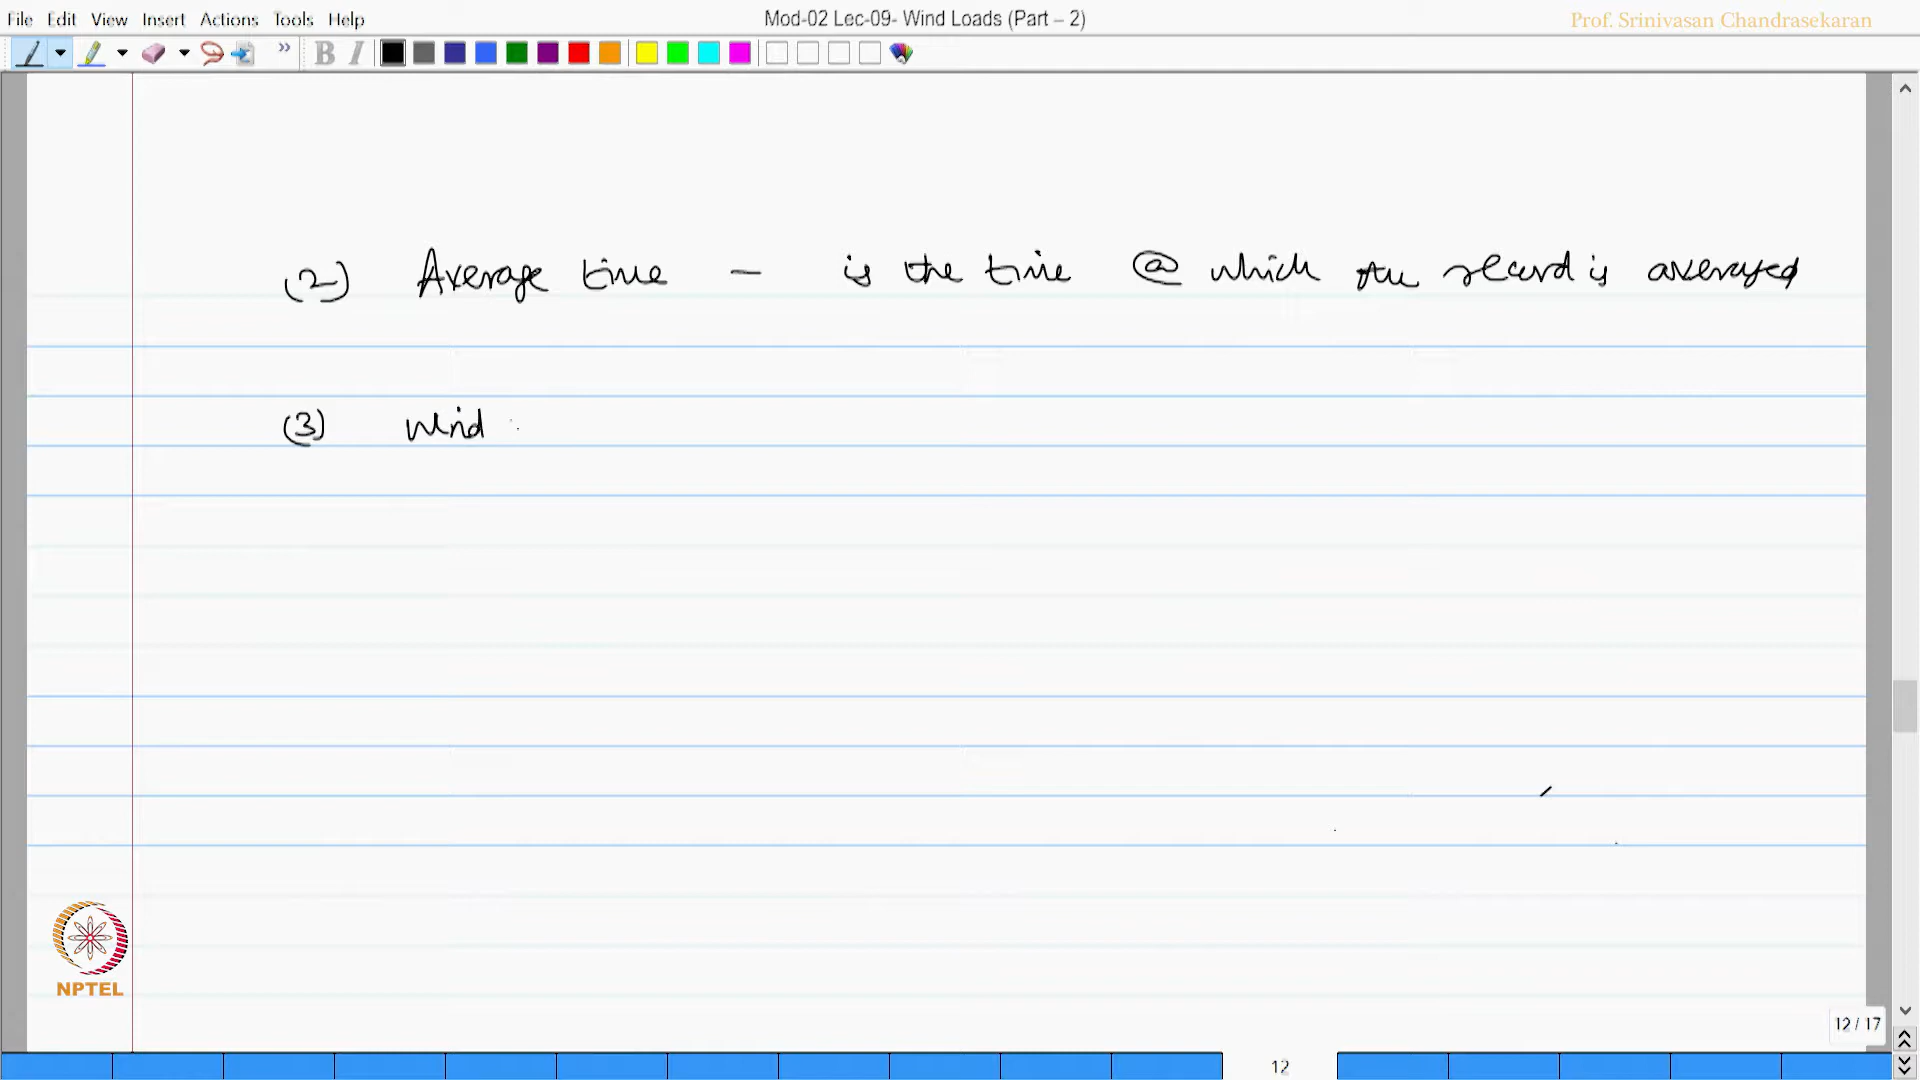 File Edit View Insert Actions Tools Help
Mod-02 Lec-09- Wind Loads (Part – 2)
Prof. Srinivasan Chandrasekaran
B I
(2) Average time – is the time @ which the record is averaged
(3) Wind
NPTEL
12 / 17
12